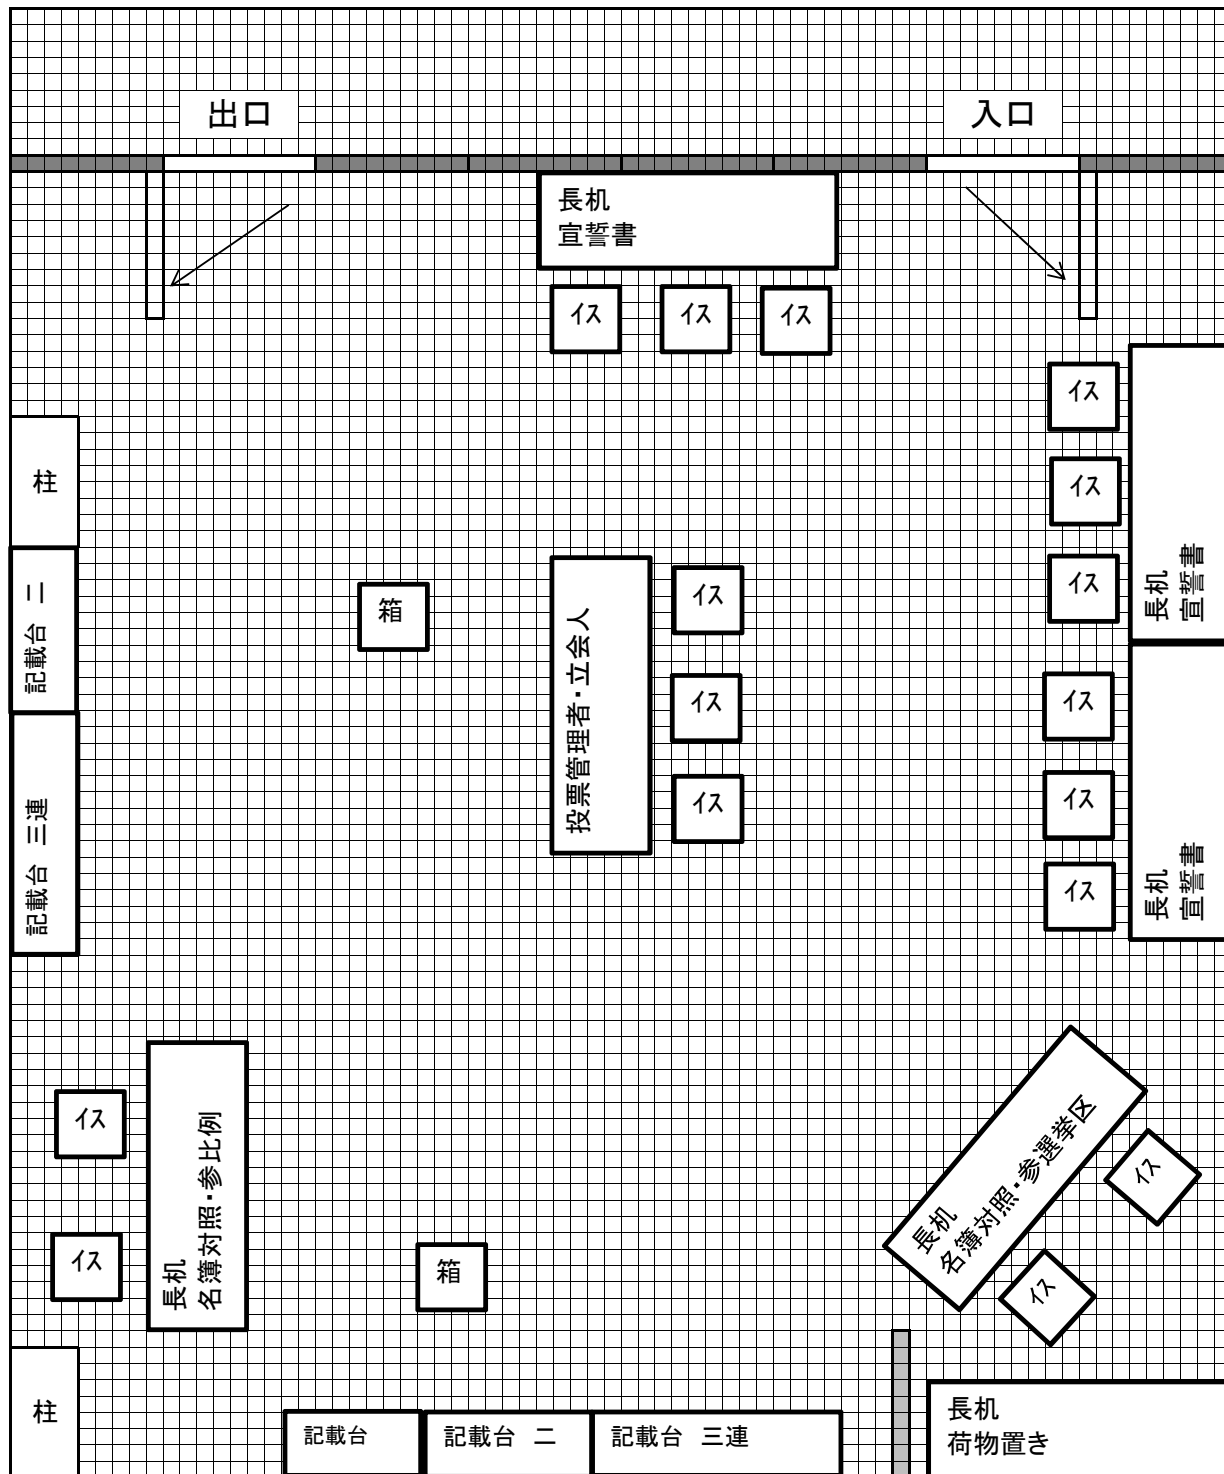 出口
入口
長机
宣誓書
イス
イス
イス
イス
イス
イス
長机
宣誓書
柱
記載台 二
箱
投票管理者・立会人
イス
イス
イス
イス
イス
イス
長机
宣誓書
記載台 三連
イス
イス
長机
名簿対照・参比例
箱
長机
名簿対照・参選挙区
イス
イス
柱
記載台
記載台 二
記載台 三連
長机
荷物置き